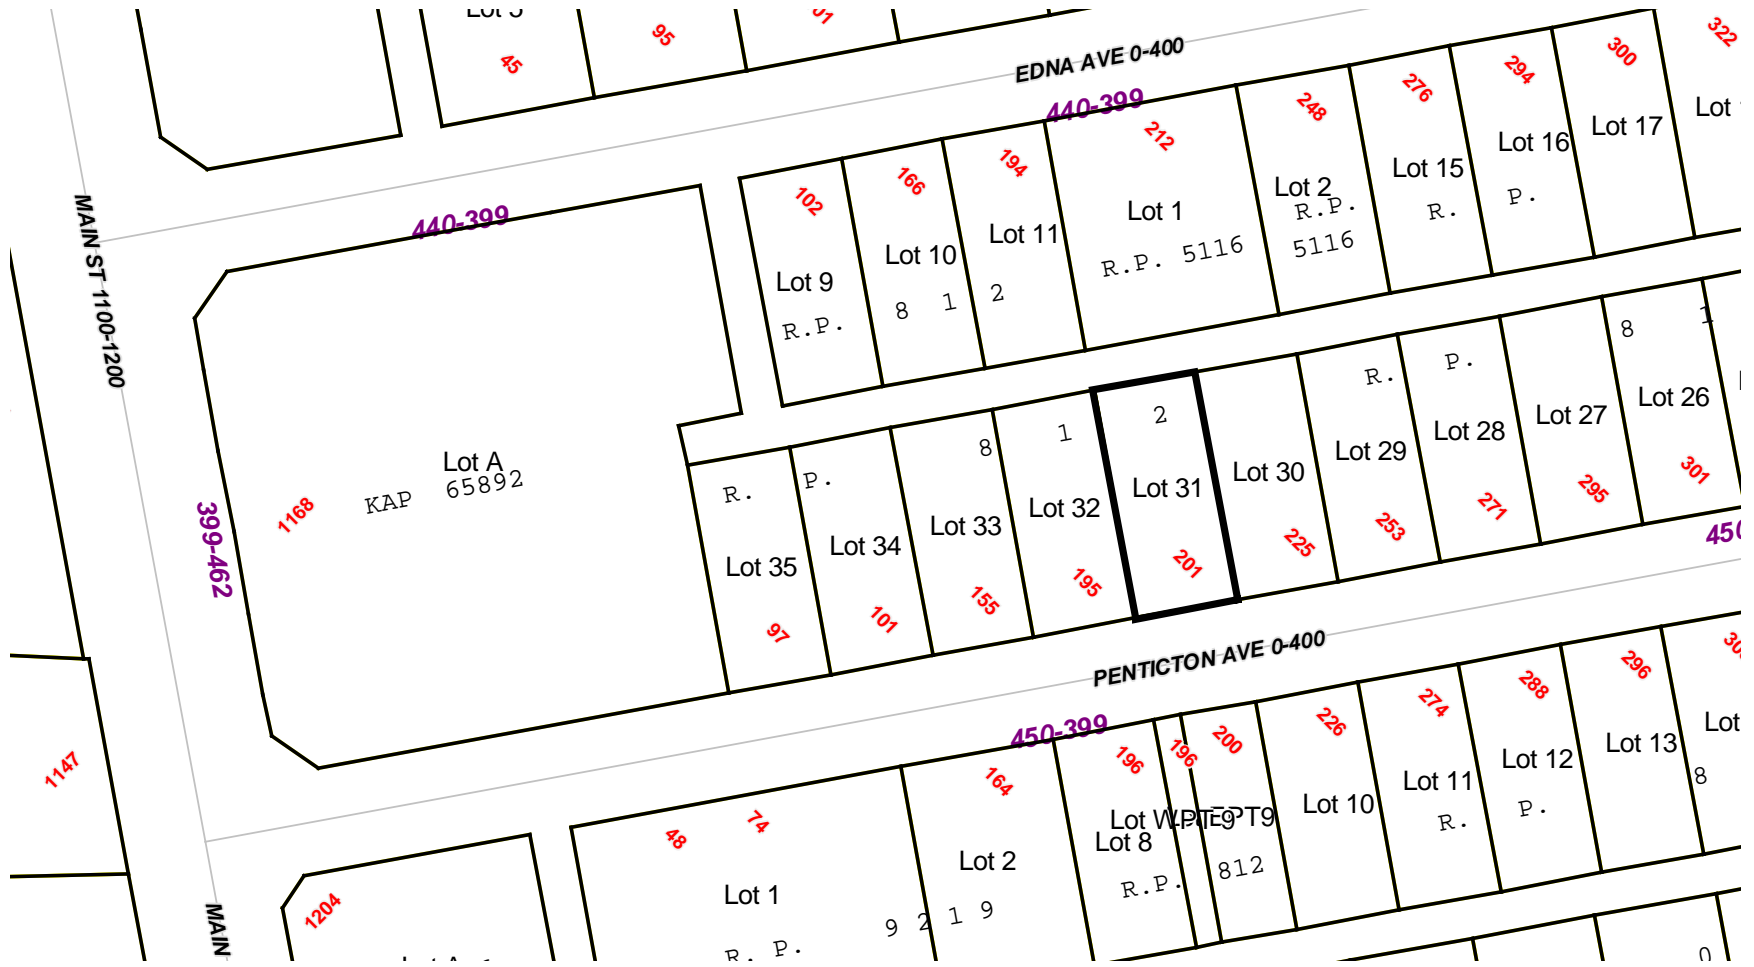 45
95
EDNA AVE 0-400
440-399
212
248
276
294
300
322
Lot 17
Lot 16
Lot 15
R.
P.
Lot 2
R.P.
5116
Lot 1
R.P. 5116
194
Lot 11
2
166
Lot 10
8 1
102
Lot 9
R.P.
MAIN ST 1100-1200
440-399
Lot A
KAP 65892
1168
399-462
R.
P.
8
1
2
R.
P.
8
1
Lot 35
97
Lot 34
101
Lot 33
155
Lot 32
195
Lot 31
201
Lot 30
225
Lot 29
253
Lot 28
271
Lot 27
295
Lot 26
301
450
PENTICTON AVE 0-400
450-399
1147
48
74
Lot 1
R. P.
9 2 1 9
164
Lot 2
196
Lot 8
R.P.
196
200
812
226
Lot 10
274
Lot 11
R.
288
Lot 12
P.
296
Lot 13
8
Lot
1204
MAIN
0